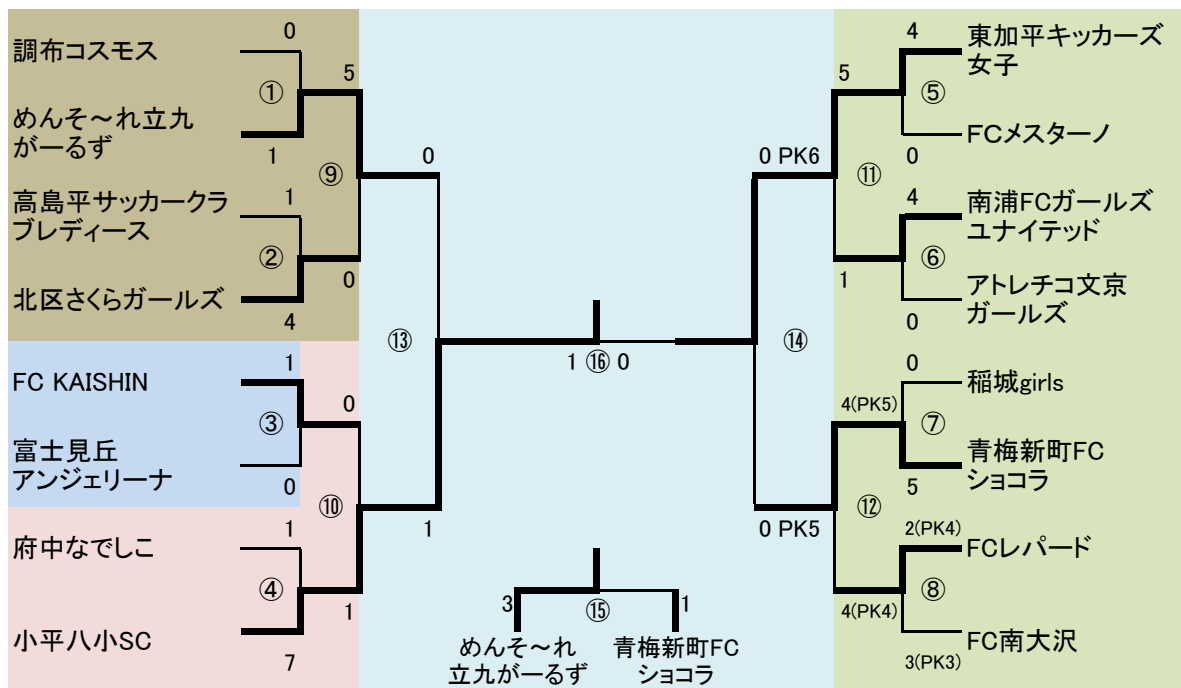 0
調布コスモス
①
5
めんそ～れ立九
がーるず
1
⑨
0
高島平サッカークラ
ブレディース
1
②
0
北区さくらガールズ
4
⑬
FC KAISHIN
1
③
0
富士見丘
アンジェリーナ
0
⑩
1
府中なでしこ
1
④
1
小平八小SC
7
1 ⑯ 0
3
⑮
1
めんそ～れ
立九がーるず
青梅新町FC
ショコラ
4
東加平キッカーズ
女子
5
⑤
FCメスターノ
0
0 PK6
⑪
4
南浦FCガールズ
ユナイテッド
⑥
1
アトレチコ文京
ガールズ
0
⑭
0
稲城girls
4(PK5)
⑦
青梅新町FC
ショコラ
5
0 PK5
⑫
2(PK4)
FCレパード
4(PK4)
⑧
FC南大沢
3(PK3)